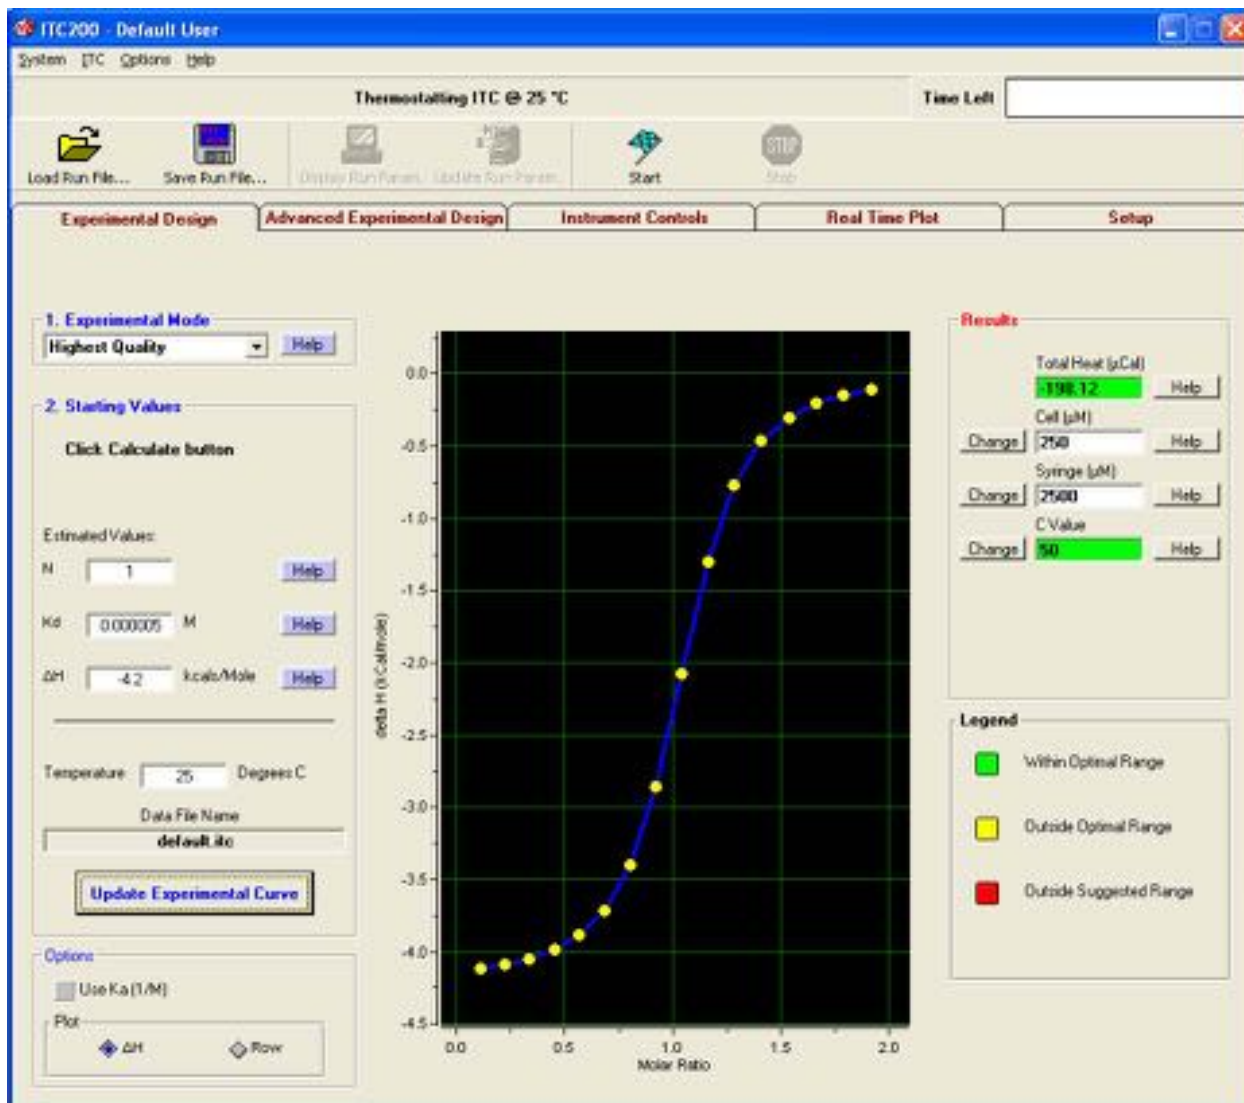 ITC200 - Default User
System ITC Options Help
Thermostatting ITC @ 25 °C
Time Left
Load Run File...
Save Run File...
Display Run Param.
Update Run Param.
Start
Stop
STOP
Experimental Design
Advanced Experimental Design
Instrument Controls
Real Time Plot
Setup
1. Experimental Mode
Highest Quality
Help
2. Starting Values
Click Calculate button
Estimated Values:
N 1 Help
Kd 0.000005 M Help
ΔH -4.2 kcals/Mole Help
Temperature 25 Degrees C
Data File Name
default.itc
Update Experimental Curve
Options
Use Ka (1/M)
Plot
ΔH
delta H (kCal/mole)
0.0
-0.5
-1.0
-1.5
-2.0
-2.5
-3.0
-3.5
-4.0
-4.5
0.0 0.5 1.0 1.5 2.0
Molar Ratio
Results
Total Heat (µCal)
-198.12 Help
Cell (µM)
Change 250 Help
Syringe (µM)
Change 2500 Help
C Value
Change 50 Help
Legend
Within Optimal Range
Outside Optimal Range
Outside Suggested Range